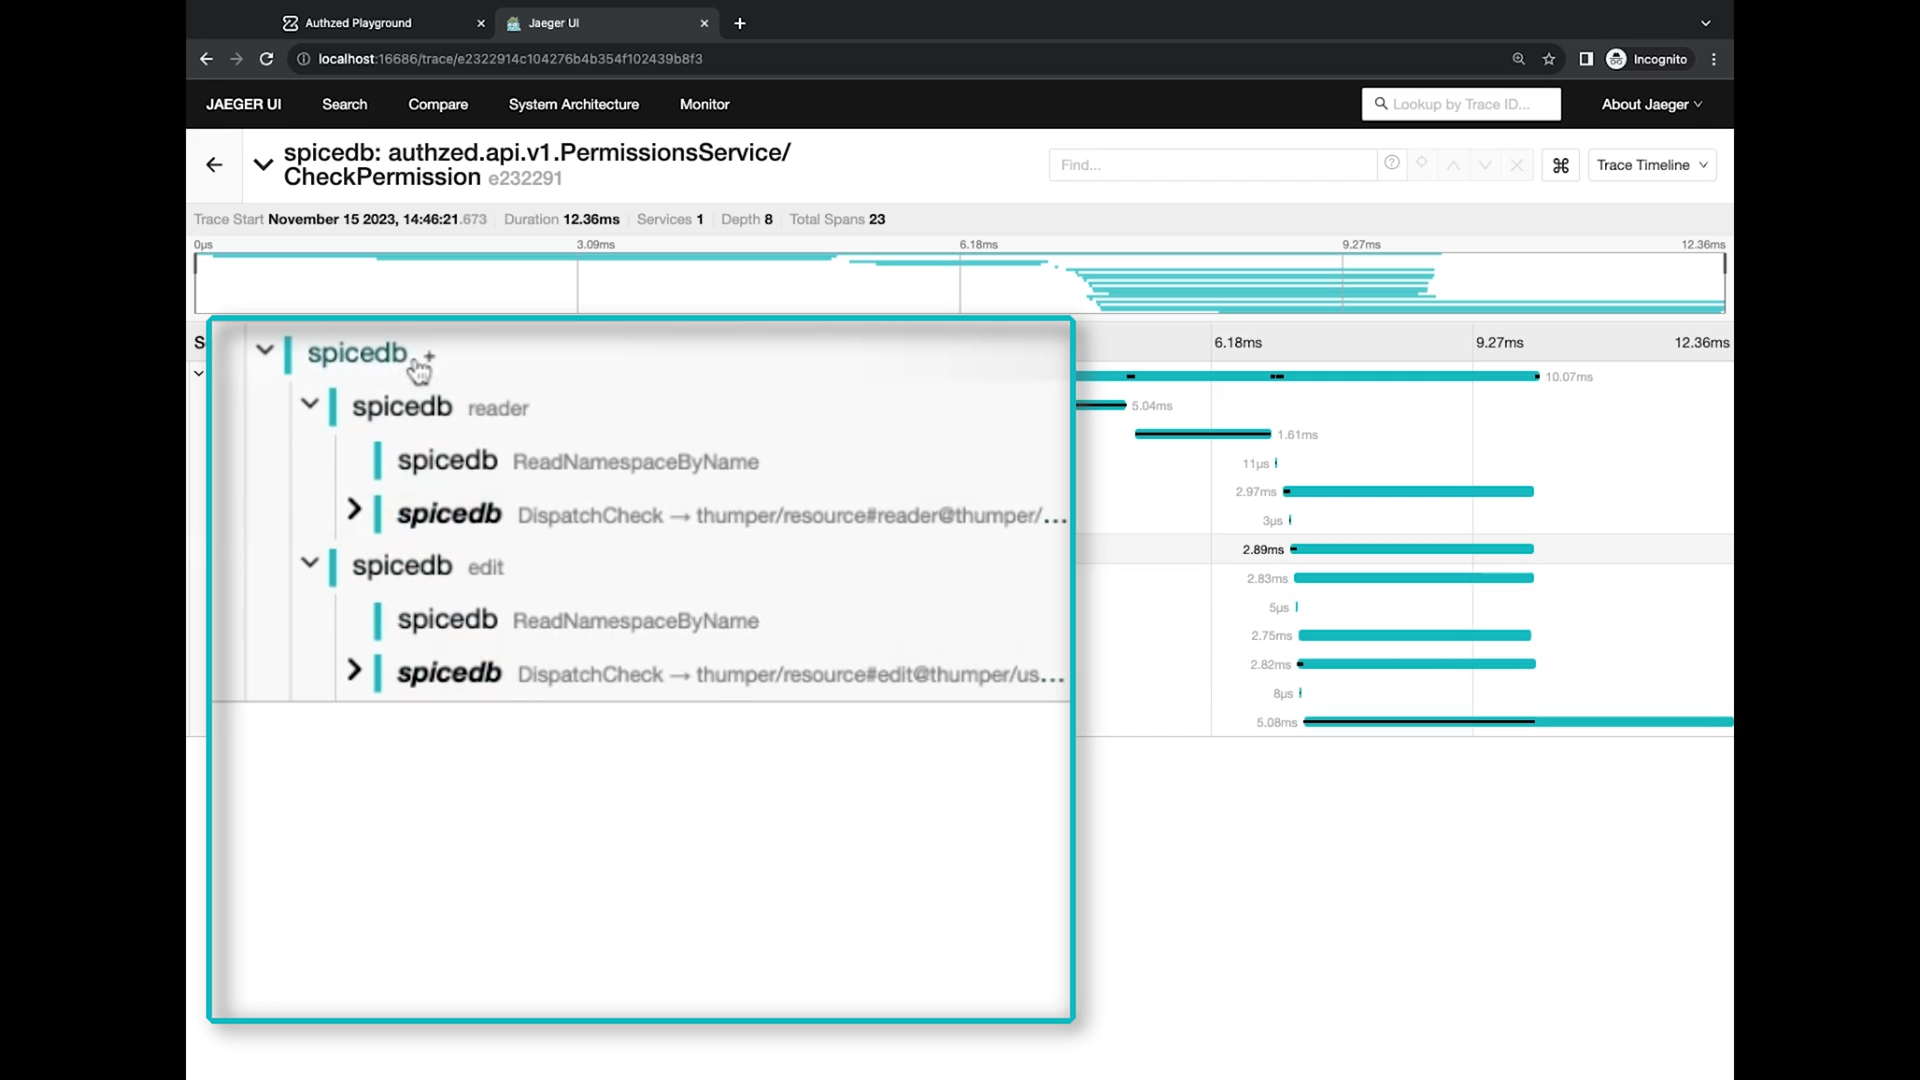 Authzed Playground
Jaeger UI
localhost:16686/trace/e2322914c104276b4b354f102439b8f3
Incognito
JAEGER UI Search Compare System Architecture Monitor
Lookup by Trace ID...
About Jaeger
spicedb: authzed.api.v1.PermissionsService/
CheckPermission e232291
Find...
Trace Timeline
Trace Start November 15 2023, 14:46:21.673 Duration 12.36ms Services 1 Depth 8 Total Spans 23
0μs 3.09ms 6.18ms 9.27ms 12.36ms
S
6.18ms 9.27ms 12.36ms
spicedb +
spicedb reader
spicedb ReadNamespaceByName
spicedb DispatchCheck → thumper/resource#reader@thumper/...
spicedb edit
spicedb ReadNamespaceByName
spicedb DispatchCheck → thumper/resource#edit@thumper/us...
10.07ms
5.04ms
1.61ms
11μs
2.97ms
3μs
2.89ms
2.83ms
5μs
2.75ms
2.82ms
8μs
5.08ms